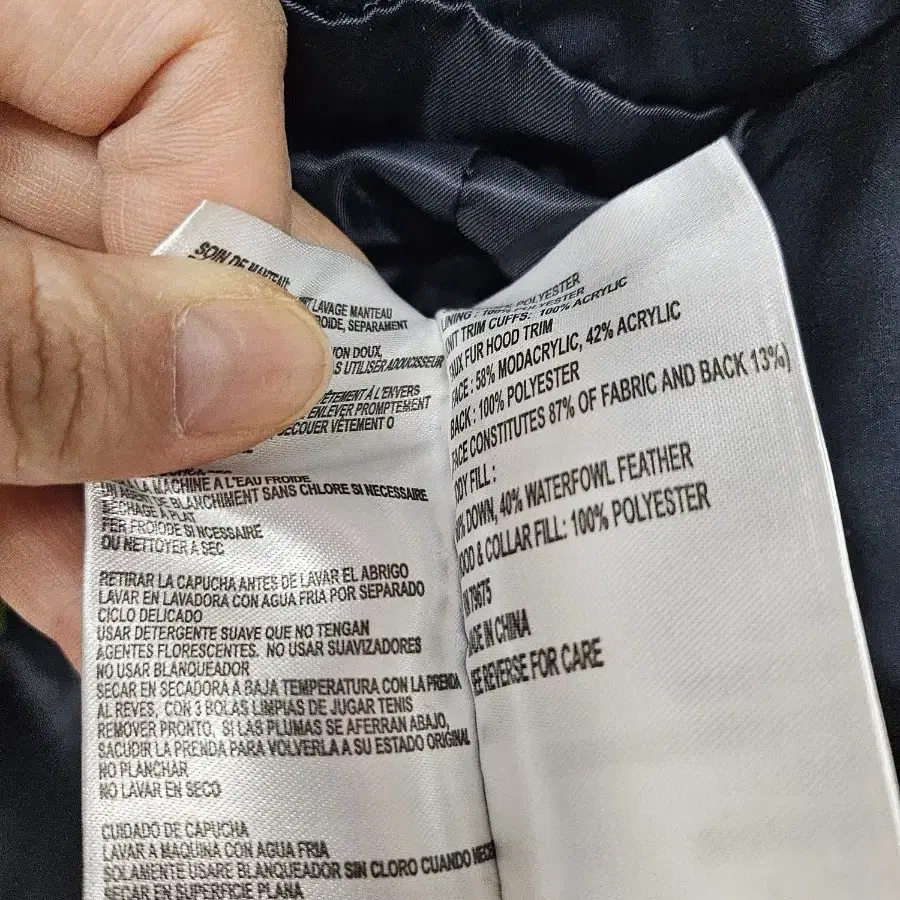 SOIN DE MANTEAU
LAVAGE MANTEAU
FROIDE, SEPARAMENT
DOUX,
S UTILISER ADOUCISSEUR
À L'ENVERS
ENLEVER PROMPTEMENT
SECOUER VÊTEMENT O
LA MACHINE A L'EAU FROIDE
UN AGENT DE BLANCHIMENT SANS CHLORE SI NECESSAIRE
SÉCHAGE A PLAT
FER FROIDE SI NCESSAIRE
OU NETTOYER A SEC
RETIRAR LA CAPUCHA ANTES DE LAVAR EL ABRIGO
LAVAR EN LAVADORA CON AGUA FRIA POR SEPARADO
CICLO DELICADO
USAR DETERGENTE SUAVE QUE NO TENGAN
AGENTES FLORESCENTES. NO USAR SUAVIZADORES
NO USAR BLANQUEADOR
SECAR EN SECADORA A BAJA TEMPERATURA CON LA PRENDA
AL REVES, CON 3 BOLAS LIMPIAS DE JUGAR TENIS
REMOVER PRONTO, SI LAS PLUMAS SE AFERRAN ABAJO,
SACUDIR LA PRENDA PARA VOLVERLA A SU ESTADO ORIGINAL
NO PLANCHAR
NO LAVAR EN SECO
CUIDADO DE CAPUCHA
LAVAR A MAQUINA CON AGUA FRIA
SOLAMENTE USARE BLANQUEADOR SIN CLORO CUANDO
SECAR EN SUPERFICIE PLANA
LINING : 100% POLYESTER
TRIM CUFFS: 100% ACRYLIC
FUR HOOD TRIM
FACE : 58% MODACRYLIC, 42% ACRYLIC
BACK : 100% POLYESTER
FACE CONSTITUTES 87% OF FABRIC AND BACK 13%)
FILL :
DOWN, 40% WATERFOWL FEATHER
& COLLAR FILL: 100% POLYESTER
IN CHINA
REVERSE FOR CARE